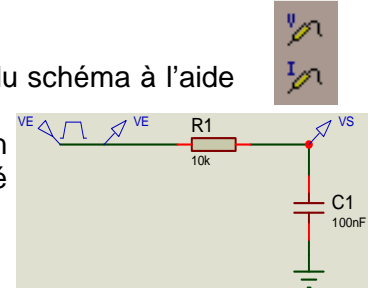 V
du schéma à l'aide
I
n
é
VE
VE
R1
10k
VS
C1
100nF